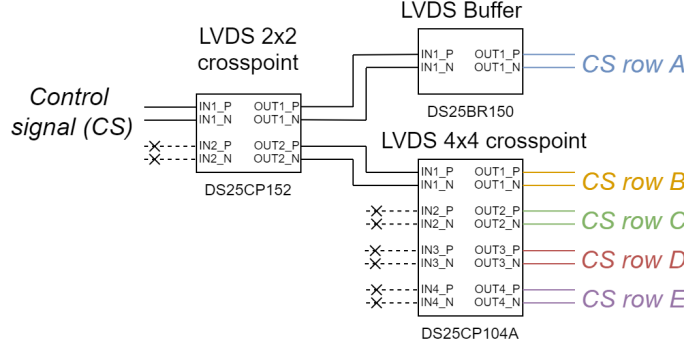 LVDS Buffer
LVDS 2x2
crosspoint
IN1_P OUT1_P
IN1_N OUT1_N
CS row A
DS25BR150
Control
signal (CS)
IN1_P OUT1_P
IN1_N OUT1_N
IN2_P OUT2_P
IN2_N OUT2_N
DS25CP152
LVDS 4x4 crosspoint
IN1_P OUT1_P
IN1_N OUT1_N
CS row B
IN2_P OUT2_P
IN2_N OUT2_N
CS row C
IN3_P OUT3_P
IN3_N OUT3_N
CS row D
IN4_P OUT4_P
IN4_N OUT4_N
CS row E
DS25CP104A